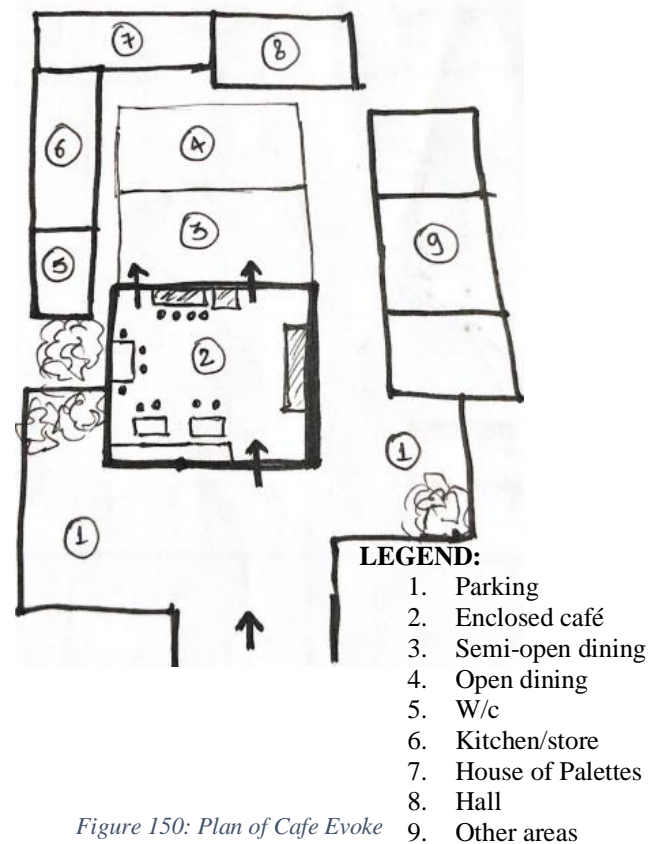 7
8
6
4
3
5
2
9
1
1
LEGEND:
1. Parking
2. Enclosed café
3. Semi-open dining
4. Open dining
5. W/c
6. Kitchen/store
7. House of Palettes
8. Hall
9. Other areas
Figure 150: Plan of Cafe Evoke